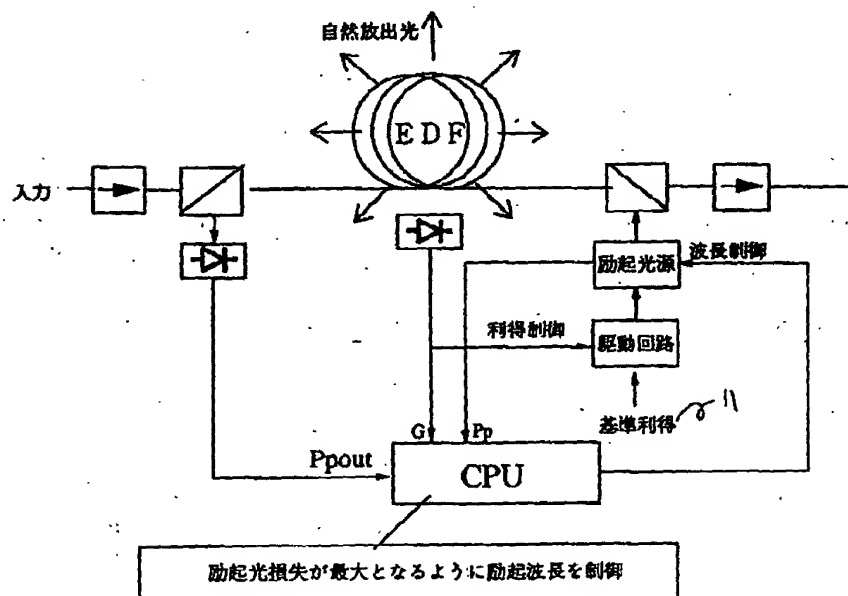 自然放出光
EDF
入力
励起光源
波長制御
利得制御
駆動回路
基準利得
11
G
Pp
Ppout
CPU
励起光損失が最大となるように励起波長を制御